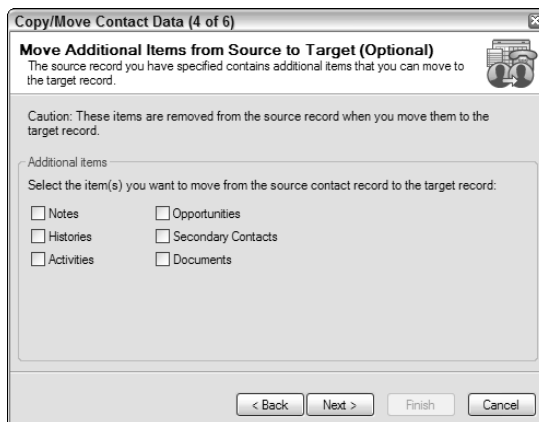 Copy/Move Contact Data (4 of 6)
Move Additional Items from Source to Target (Optional)
The source record you have specified contains additional items that you can move to
the target record.
Caution: These items are removed from the source record when you move them to the
target record.
Additional items
Select the item(s) you want to move from the source contact record to the target record:
Notes
Opportunities
Histories
Secondary Contacts
Activities
Documents
< Back
Next >
Finish
Cancel